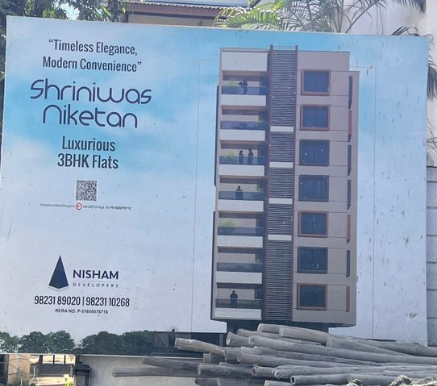 "Timeless Elegance,
Modern Convenience"
Shriniwas
Niketan
Luxurious
3BHK Flats
NISHAM
DEVELOPERS
98231 89020 | 98231 10268